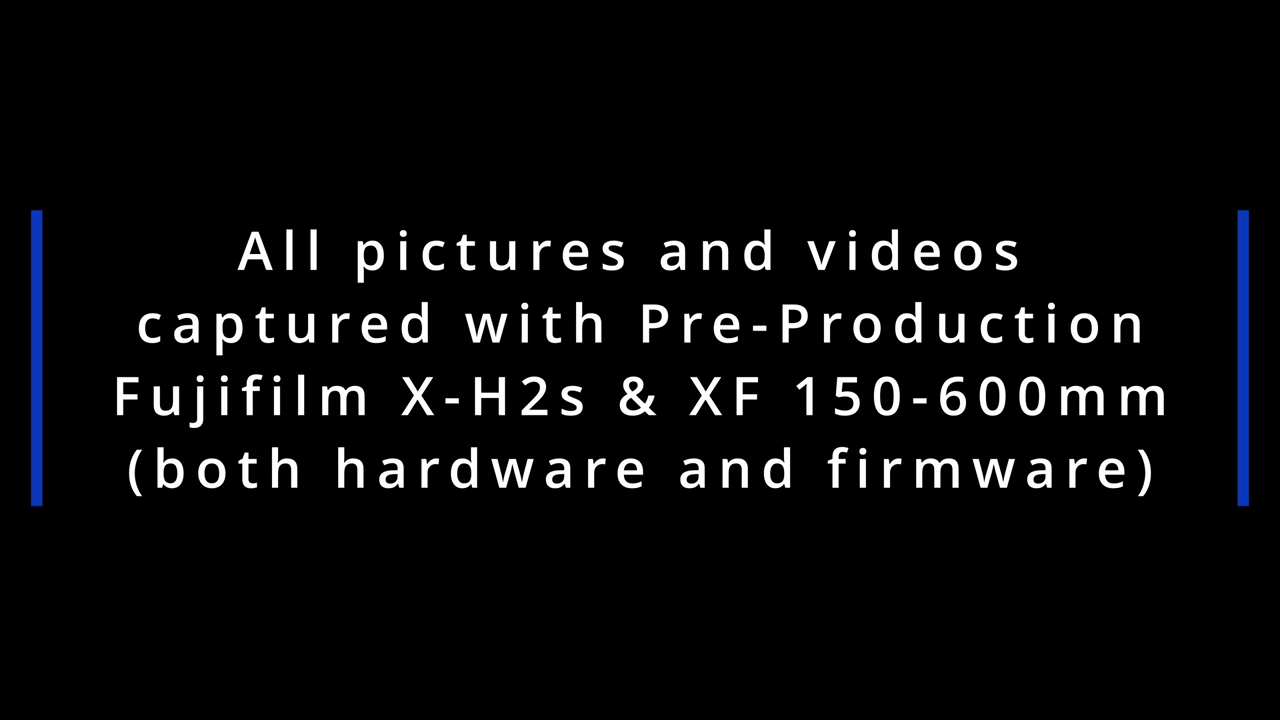 All pictures and videos
captured with Pre-Production
Fujifilm X-H2s & XF 150-600mm
(both hardware and firmware)